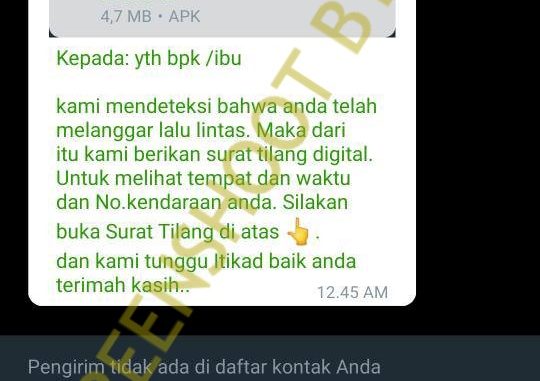 4,7 MB • APK
Kepada: yth bpk /ibu
kami mendeteksi bahwa anda telah
melanggar lalu lintas. Maka dari
itu kami berikan surat tilang digital.
Untuk melihat tempat dan waktu
dan No.kendaraan anda. Silakan
buka Surat Tilang di atas 👆.
dan kami tunggu Itikad baik anda
terimah kasih..
12.45 AM
Pengirim tidak ada di daftar kontak Anda